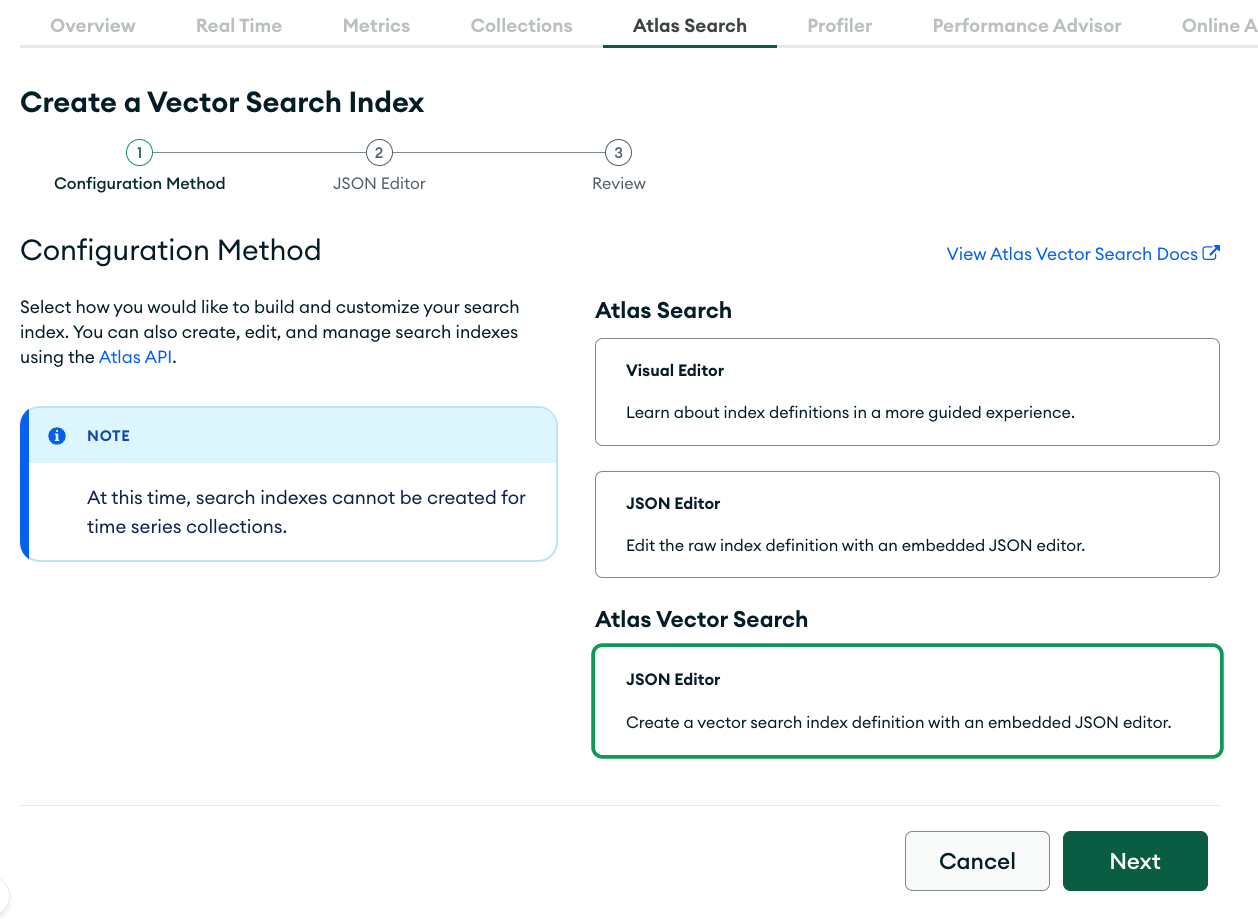 Overview Real Time Metrics Collections Atlas Search Profiler Performance Advisor Online A
Create a Vector Search Index
1 2 3
Configuration Method JSON Editor Review
Configuration Method
View Atlas Vector Search Docs
Select how you would like to build and customize your search
index. You can also create, edit, and manage search indexes
using the Atlas API.
NOTE
At this time, search indexes cannot be created for
time series collections.
Atlas Search
Visual Editor
Learn about index definitions in a more guided experience.
JSON Editor
Edit the raw index definition with an embedded JSON editor.
Atlas Vector Search
JSON Editor
Create a vector search index definition with an embedded JSON editor.
Cancel Next